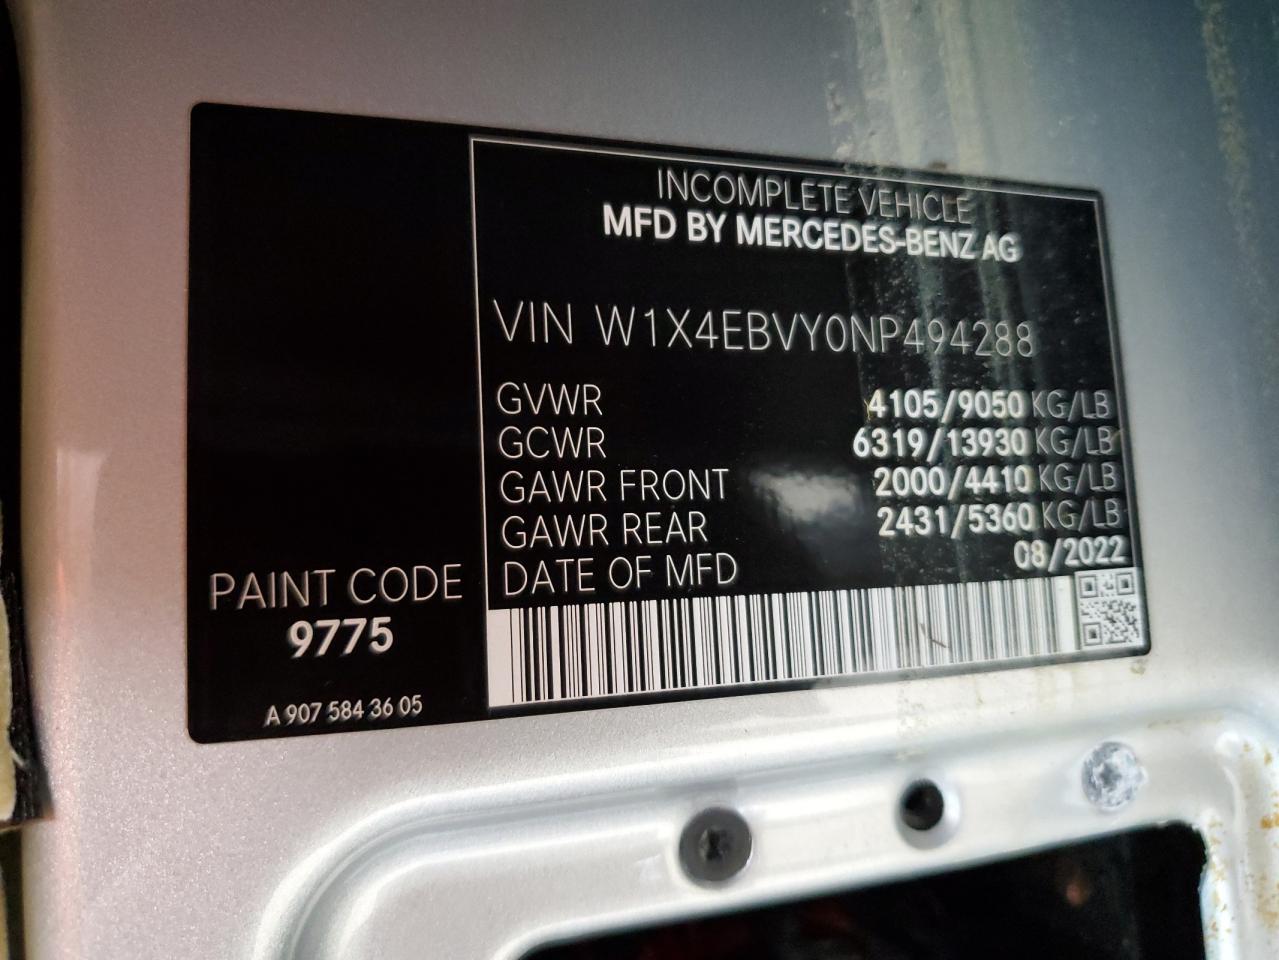 INCOMPLETE VEHICLE
MFD BY MERCEDES-BENZ AG
VIN W1X4EBVY0NP494288
GVWR 4105/9050 KG/LB
GCWR 6319/13930 KG/LB
GAWR FRONT 2000/4410 KG/LB
GAWR REAR 2431/5360 KG/LB
DATE OF MFD 08/2022
PAINT CODE
9775
A 907 584 36 05